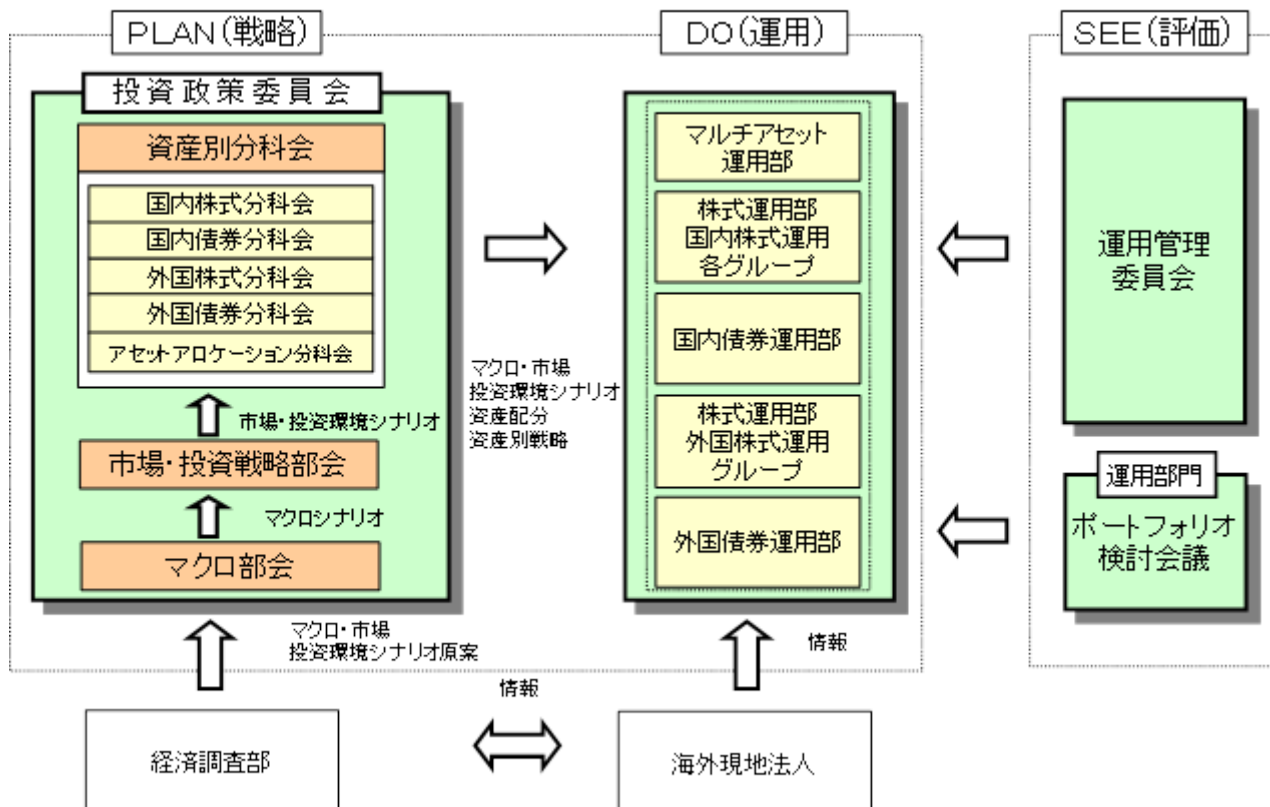 PLAN(戦略)
DO(運用)
SEE(評価)
投資政策委員会
資産別分科会
国内株式分科会
国内債券分科会
外国株式分科会
外国債券分科会
アセットアロケーション分科会
市場・投資環境シナリオ
市場・投資戦略部会
マクロシナリオ
マクロ部会
マクロ・市場
投資環境シナリオ原案
経済調査部
マクロ・市場
投資環境シナリオ
資産配分
資産別戦略
マルチアセット
運用部
株式運用部
国内株式運用
各グループ
国内債券運用部
株式運用部
外国株式運用
グループ
外国債券運用部
情報
情報
海外現地法人
運用管理
委員会
運用部門
ポートフォリオ
検討会議